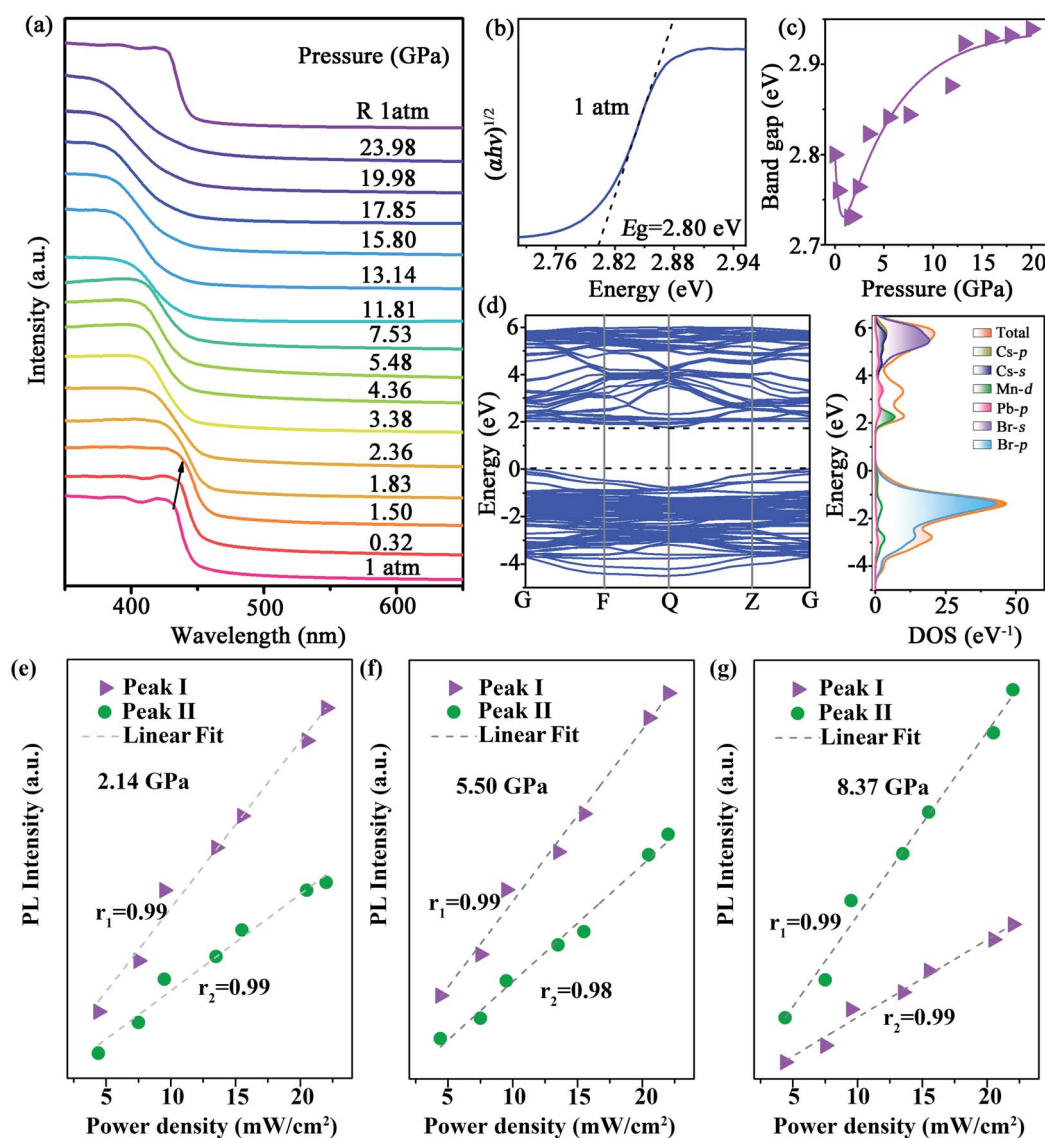 (a)
Pressure (GPa)
R 1atm
23.98
19.98
17.85
15.80
13.14
11.81
7.53
5.48
4.36
3.38
2.36
1.83
1.50
0.32
1 atm
Intensity (a.u.)
400
500
600
Wavelength (nm)
(b)
(αhν)1/2
1 atm
Eg=2.80 eV
2.76
2.82
2.88
2.94
Energy (eV)
(c)
Band gap (eV)
2.9
2.8
2.7
0
5
10
15
20
Pressure (GPa)
(d)
Energy (eV)
6
4
2
0
-2
-4
G
F
Q
Z
G
Energy (eV)
6
4
2
0
-2
-4
Total
Cs-p
Cs-s
Mn-d
Pb-p
Br-s
Br-p
0
25
50
DOS (eV-1)
(e)
Peak I
Peak II
Linear Fit
2.14 GPa
r1=0.99
r2=0.99
PL Intensity (a.u.)
5
10
15
20
Power density (mW/cm2)
(f)
Peak I
Peak II
Linear Fit
5.50 GPa
r1=0.99
r2=0.98
PL Intensity (a.u.)
5
10
15
20
Power density (mW/cm2)
(g)
Peak I
Peak II
Linear Fit
8.37 GPa
r1=0.99
r2=0.99
PL Intensity (a.u.)
5
10
15
20
Power density (mW/cm2)